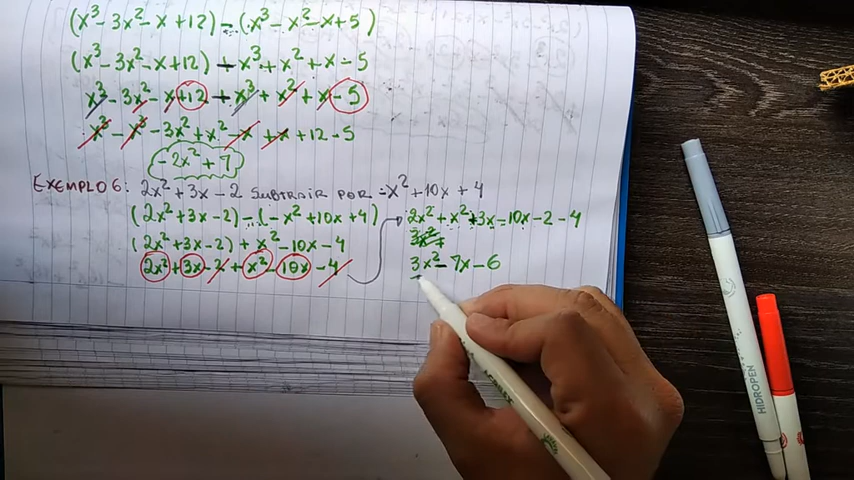 (x³ - 3x² - x + 12) - (x³ - x² - x + 5)
(x³ - 3x² - x + 12) - x³ + x² + x - 5
x³ - 3x² - x + 12 - x³ + x² + x - 5
x³ - x³ - 3x² + x² - x + x + 12 - 5
-2x² + 7
EXEMPLO 6: 2x² + 3x - 2 SUBTRAIR POR = -x² + 10x + 4
(2x² + 3x - 2) - (-x² + 10x + 4)
(2x² + 3x - 2) + x² - 10x - 4
2x² + 3x - 2 + x² - 10x - 4
2x² + x² + 3x - 10x - 2 - 4
3x² - 7x - 6
HIDROPEN